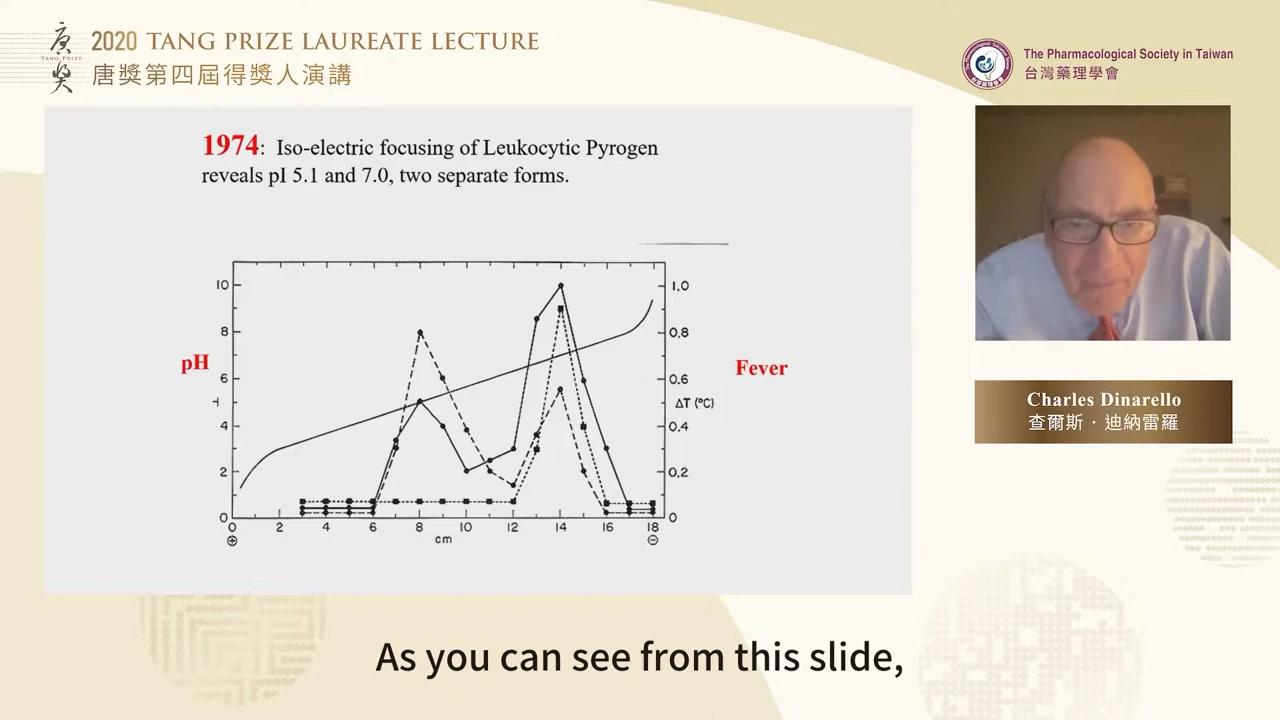 唐獎
TANG PRIZE
2020 TANG PRIZE LAUREATE LECTURE
唐獎第四屆得獎人演講
The Pharmacological Society in Taiwan
台灣藥理學會
1974: Iso-electric focusing of Leukocytic Pyrogen
reveals pI 5.1 and 7.0, two separate forms.
10
8
6
4
2
0
pH
1.0
0.8
0.6
ΔT (°C)
0.4
0.2
0
Fever
0 2 4 6 8 10 12 14 16 18
⊕ cm ⊖
Charles Dinarello
查爾斯・迪納雷羅
As you can see from this slide,